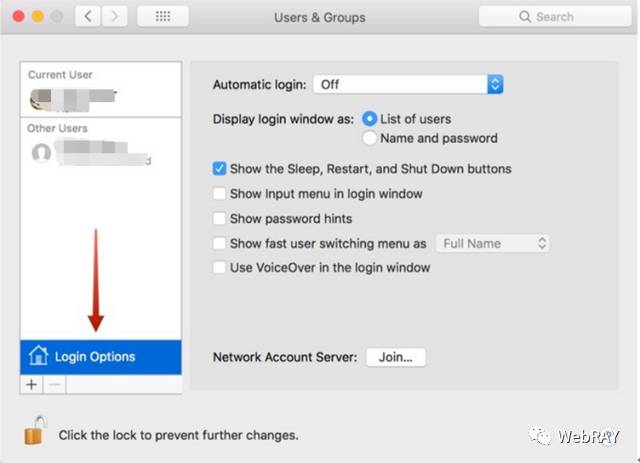 Users & Groups
Search
Current User
Other Users
Login Options
Automatic login: Off
Display login window as: List of users
Name and password
Show the Sleep, Restart, and Shut Down buttons
Show Input menu in login window
Show password hints
Show fast user switching menu as Full Name
Use VoiceOver in the login window
Network Account Server: Join...
Click the lock to prevent further changes.
WebRAY